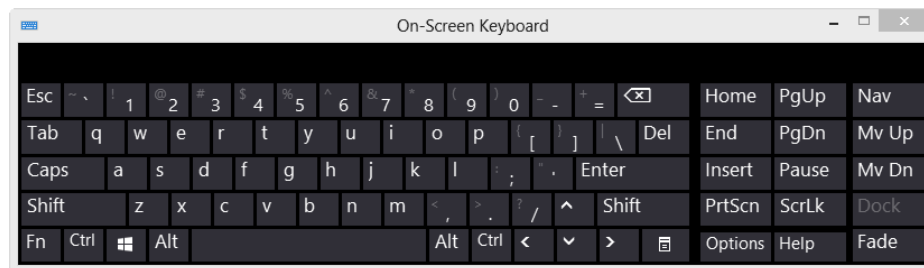 On-Screen Keyboard
Esc ~ ` ! 1 @ 2 # 3 $ 4 % 5 ^ 6 & 7 * 8 ( 9 ) 0 _ - + = Home PgUp Nav
Tab q w e r t y u i o p { [ } ] | \ Del End PgDn Mv Up
Caps a s d f g h j k l : ; " ' Enter Insert Pause Mv Dn
Shift z x c v b n m < , > . ? / Shift PrtScn ScrLk Dock
Fn Ctrl Alt Alt Ctrl Options Help Fade